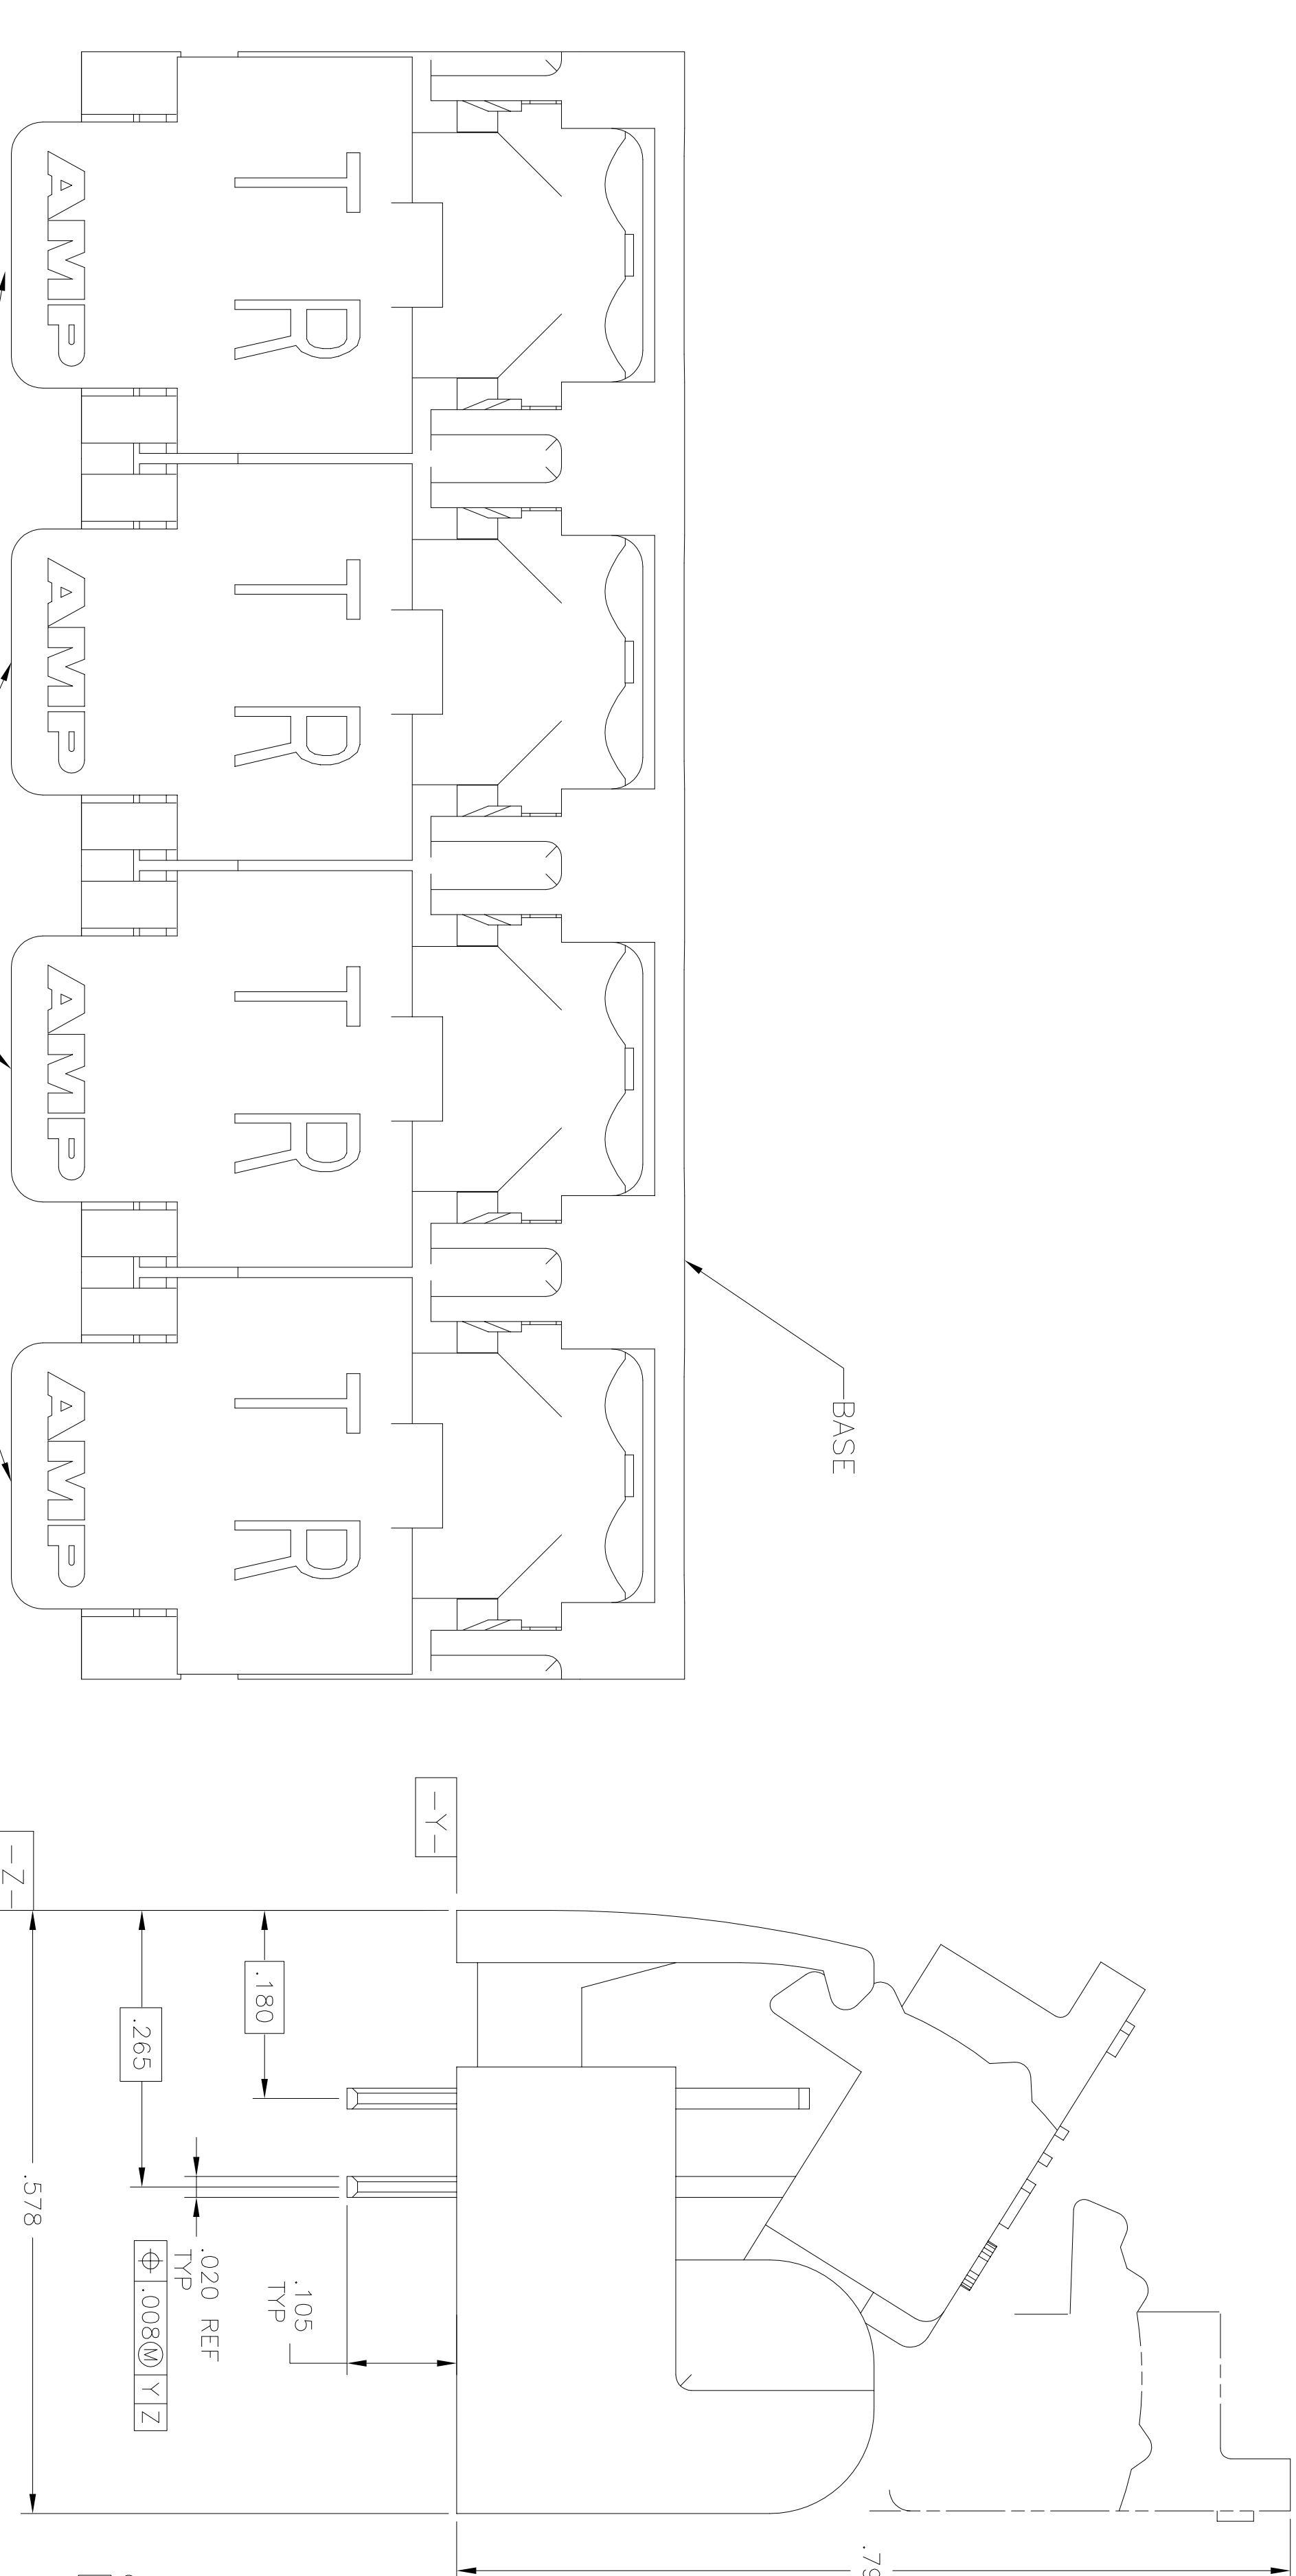 T R
AMP
T R
AMP
T R
AMP
T R
AMP
BASE
-Y-
-Z-
.180
.265
.578
.020 REF
TYP
.105
TYP
⌖ .008 Ⓜ Y Z